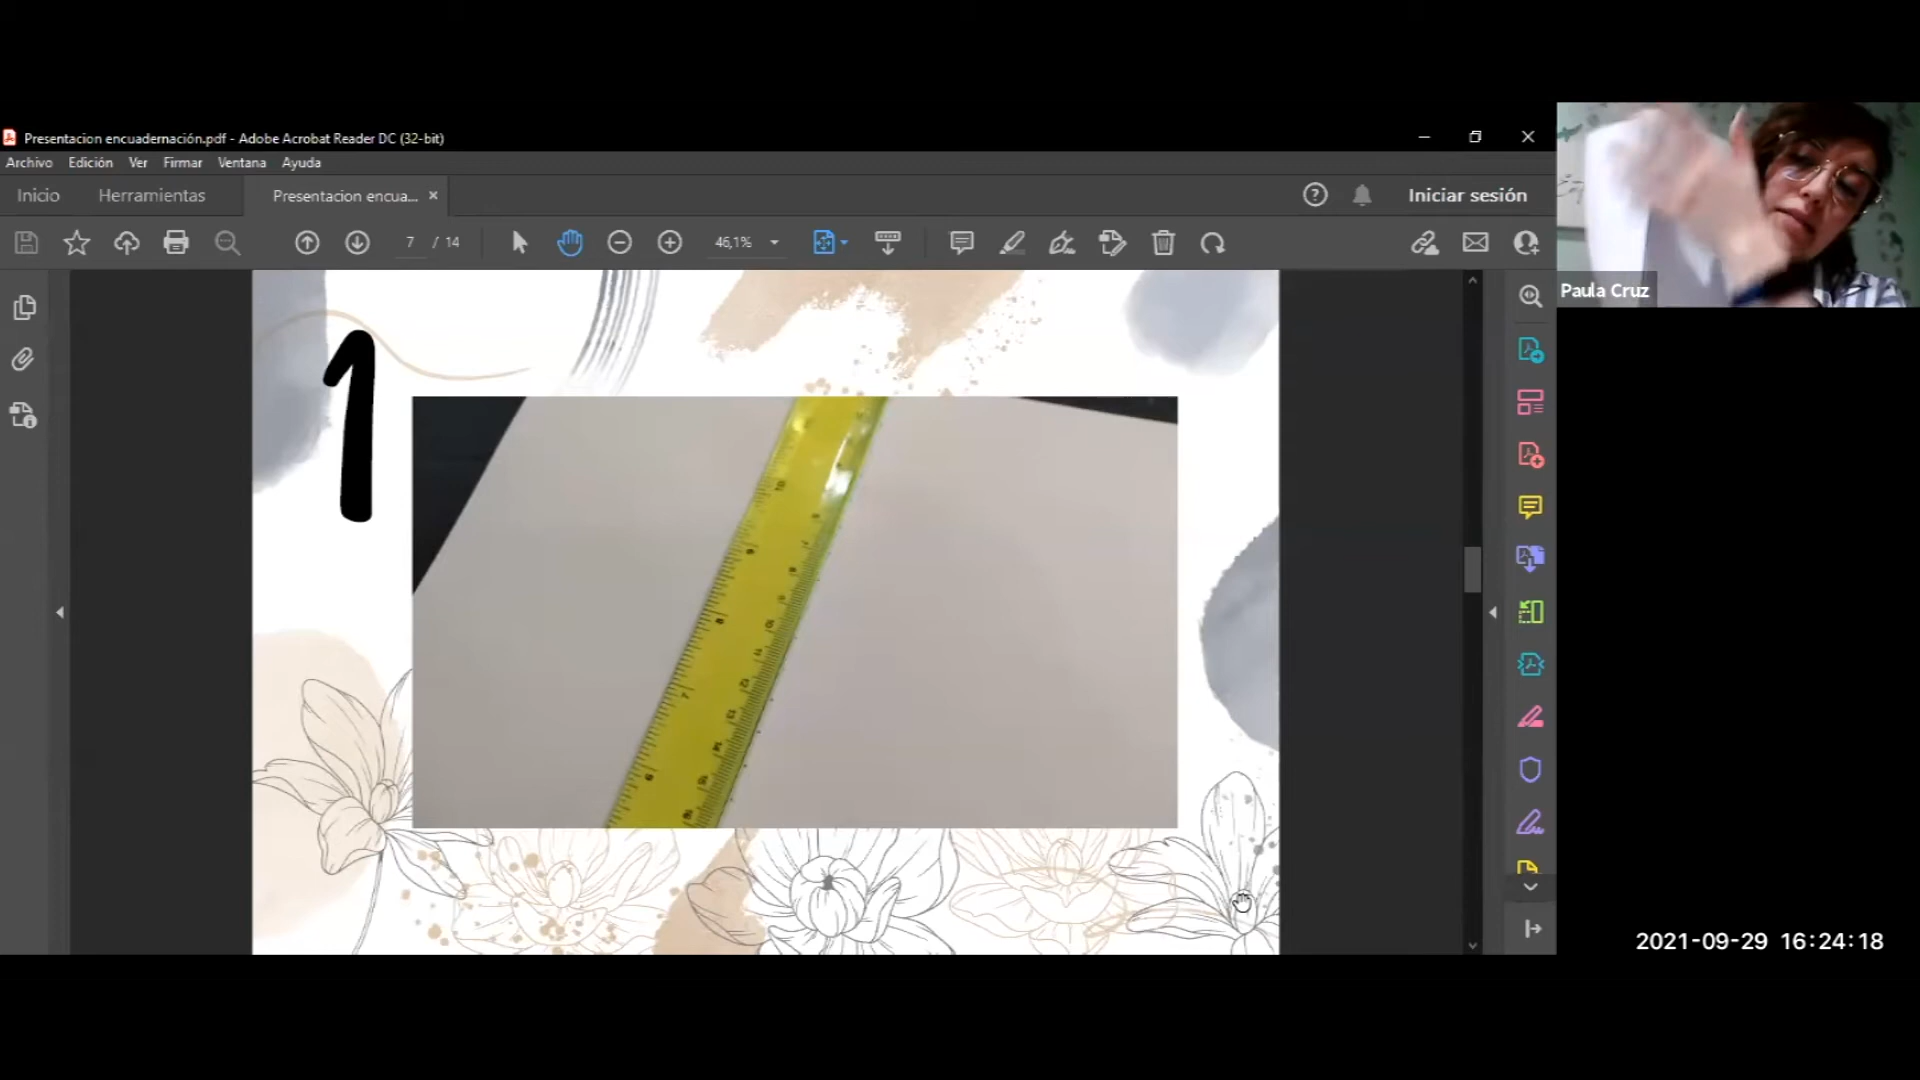 Presentacion encuadernación.pdf - Adobe Acrobat Reader DC (32-bit)
Archivo Edición Ver Firmar Ventana Ayuda
Inicio Herramientas Presentacion encua... Iniciar sesión
7 / 14 46,1%
Paula Cruz
1
2021-09-29 16:24:18